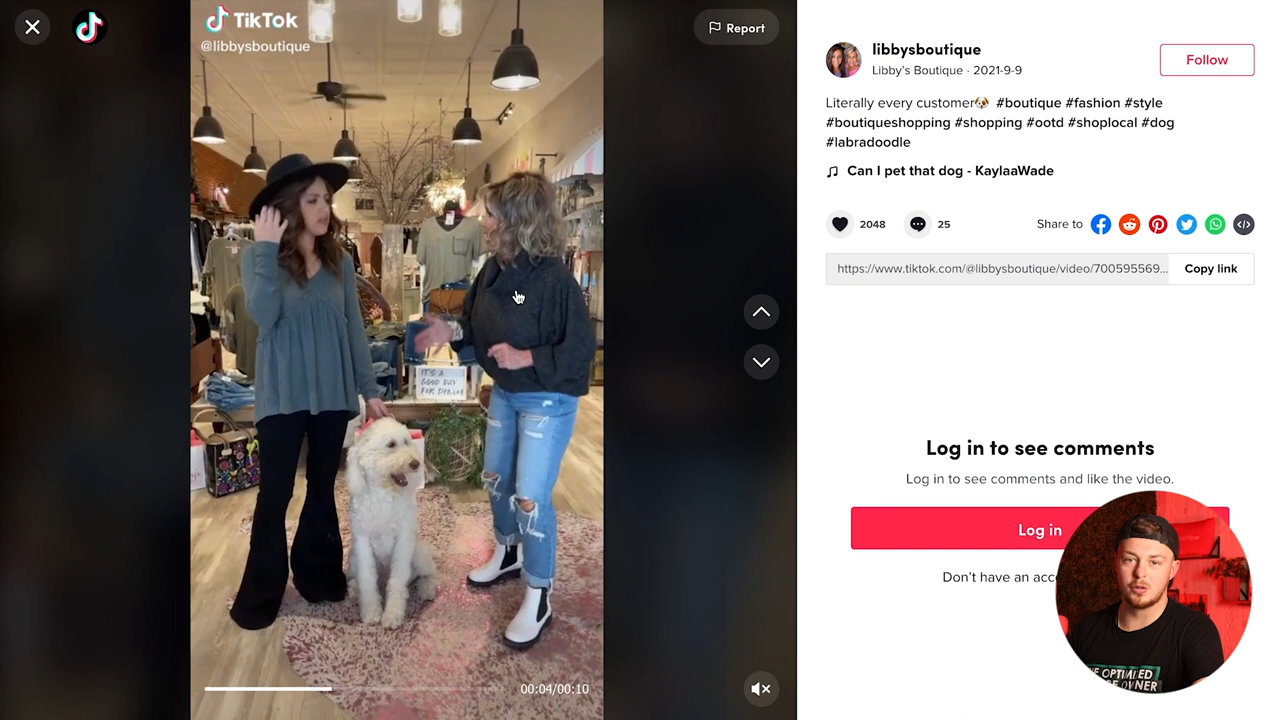 TikTok
@libbysboutique
Report
IT'S A
GOOD DAY
FOR DENIM
00:04/00:10
libbysboutique
Libby's Boutique · 2021-9-9
Follow
Literally every customer🐶 #boutique #fashion #style
#boutiqueshopping #shopping #ootd #shoplocal #dog
#labradoodle
Can I pet that dog - KaylaaWade
2048
25
Share to
https://www.tiktok.com/@libbysboutique/video/700595569...
Copy link
Log in to see comments
Log in to see comments and like the video.
Log in
Don't have an acc